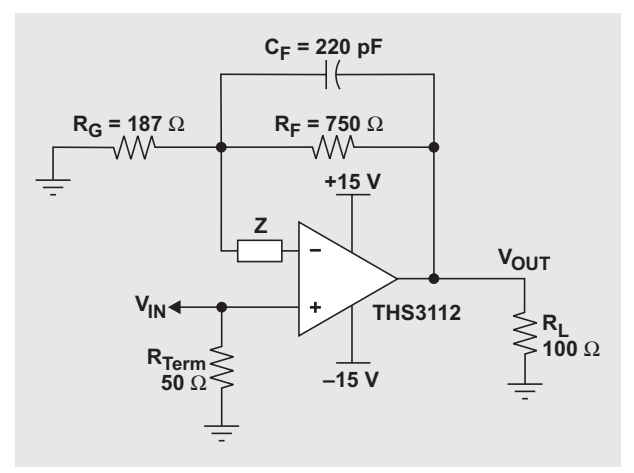 C_F = 220 pF
R_G = 187 Ω
R_F = 750 Ω
+15 V
Z
−
V_OUT
V_IN
+
THS3112
R_L
100 Ω
R_Term
50 Ω
–15 V